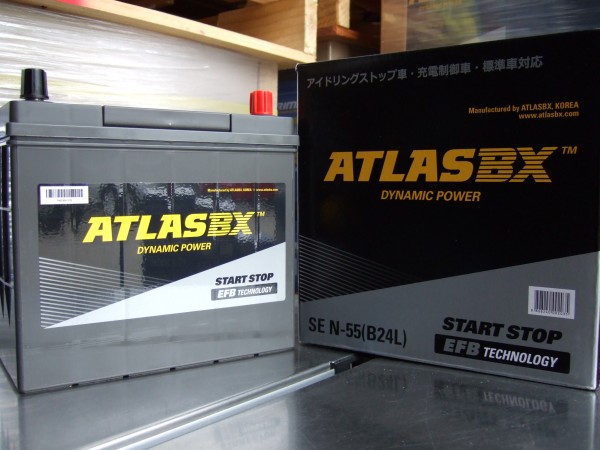 ATLASBX™
DYNAMIC POWER
START STOP
EFB TECHNOLOGY
アイドリングストップ車・充電制御車・標準車対応
Manufactured by ATLASBX, KOREA
www.atlasbx.com
ATLASBX™
DYNAMIC POWER
SE N-55(B24L)
START STOP
EFB TECHNOLOGY